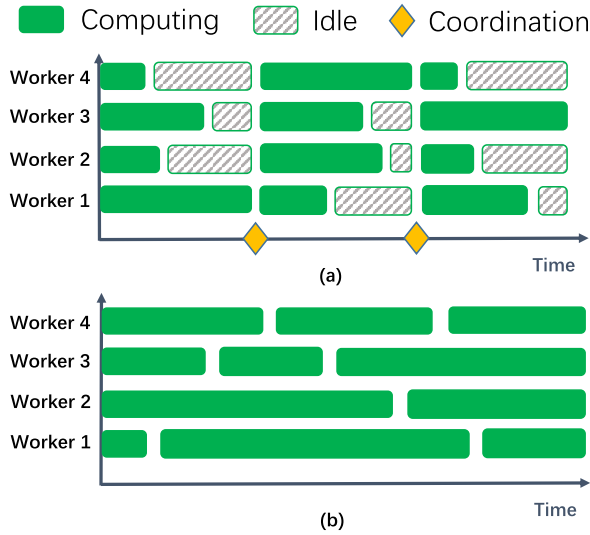 Computing Idle Coordination
Worker 4
Worker 3
Worker 2
Worker 1
Time
(a)
Worker 4
Worker 3
Worker 2
Worker 1
Time
(b)